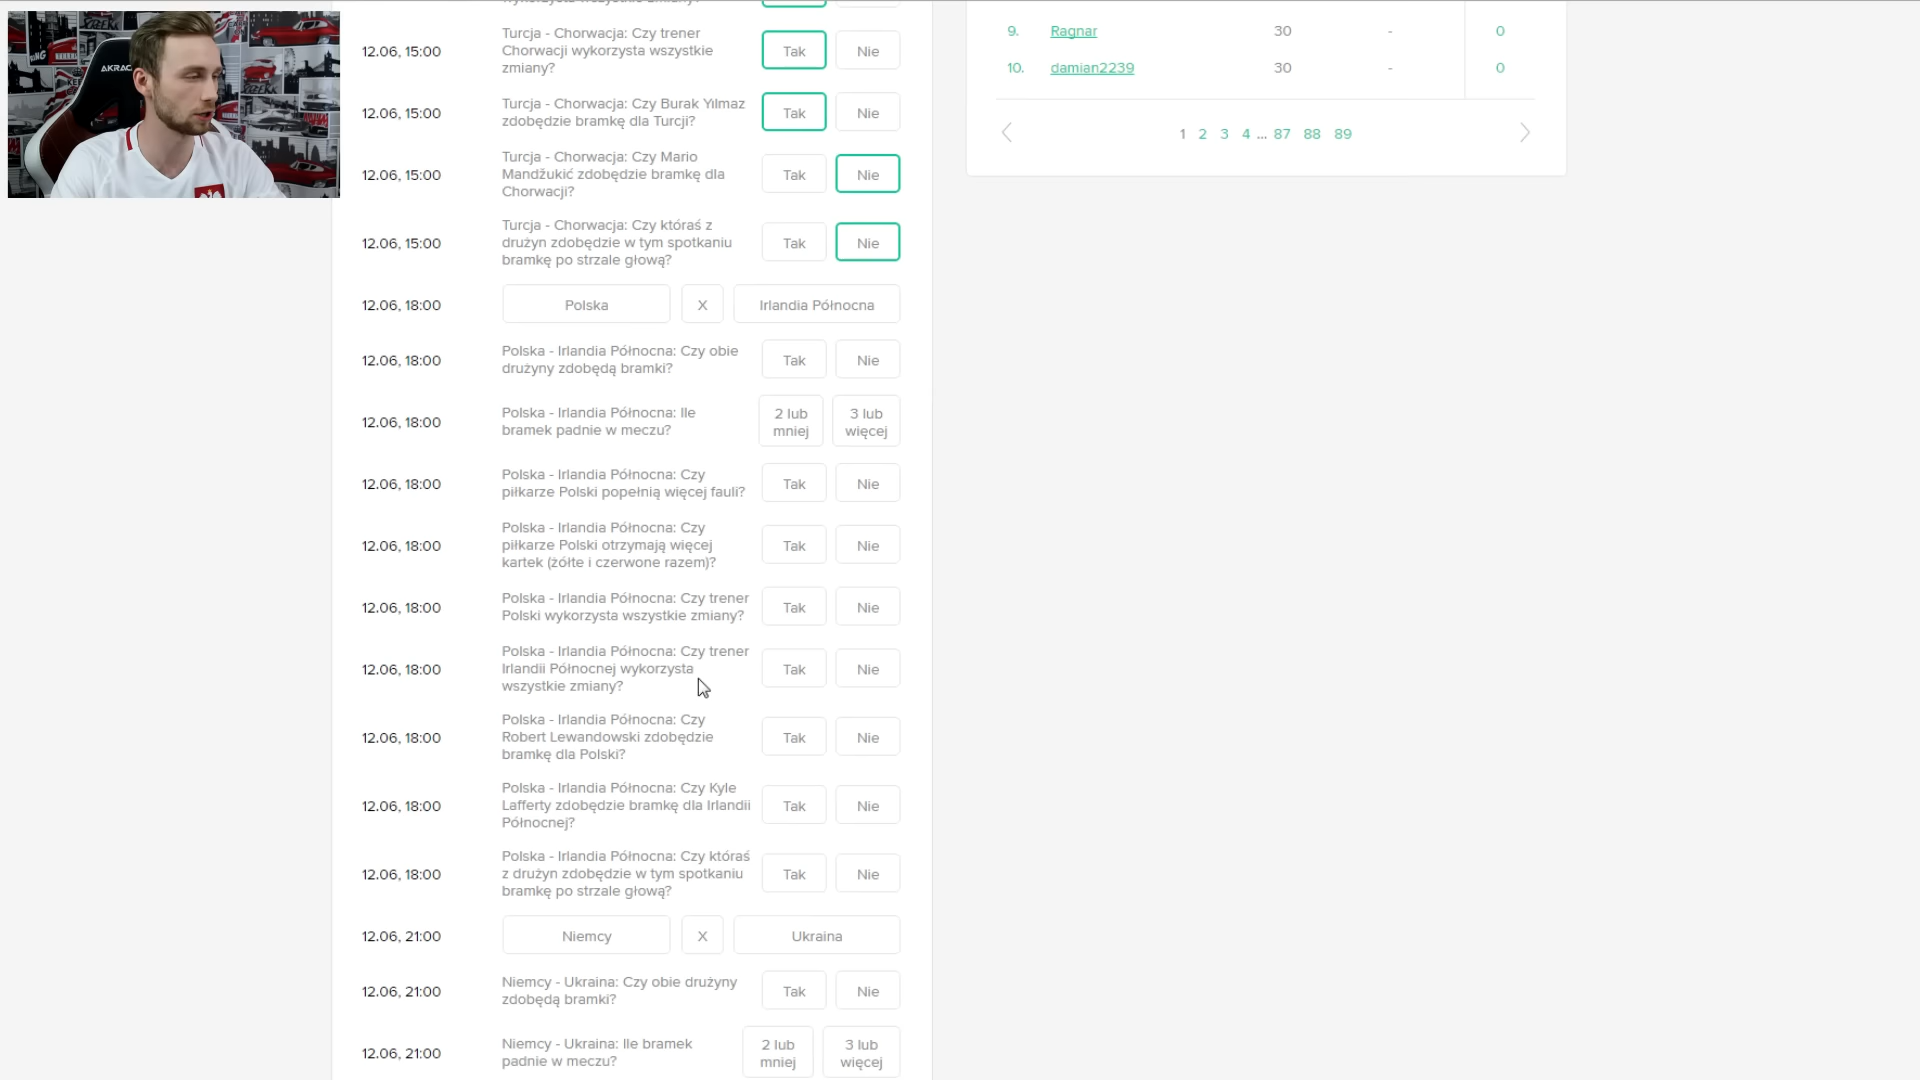 12.06, 15:00
Turcja - Chorwacja: Czy trener
Chorwacji wykorzysta wszystkie
zmiany?
Tak
Nie
12.06, 15:00
Turcja - Chorwacja: Czy Burak Yılmaz
zdobędzie bramkę dla Turcji?
Tak
Nie
12.06, 15:00
Turcja - Chorwacja: Czy Mario
Mandžukić zdobędzie bramkę dla
Chorwacji?
Tak
Nie
12.06, 15:00
Turcja - Chorwacja: Czy któraś z
drużyn zdobędzie w tym spotkaniu
bramkę po strzale głową?
Tak
Nie
12.06, 18:00
Polska
X
Irlandia Północna
12.06, 18:00
Polska - Irlandia Północna: Czy obie
drużyny zdobędą bramki?
Tak
Nie
12.06, 18:00
Polska - Irlandia Północna: Ile
bramek padnie w meczu?
2 lub
mniej
3 lub
więcej
12.06, 18:00
Polska - Irlandia Północna: Czy
piłkarze Polski popełnią więcej fauli?
Tak
Nie
12.06, 18:00
Polska - Irlandia Północna: Czy
piłkarze Polski otrzymają więcej
kartek (żółte i czerwone razem)?
Tak
Nie
12.06, 18:00
Polska - Irlandia Północna: Czy trener
Polski wykorzysta wszystkie zmiany?
Tak
Nie
12.06, 18:00
Polska - Irlandia Północna: Czy trener
Irlandii Północnej wykorzysta
wszystkie zmiany?
Tak
Nie
12.06, 18:00
Polska - Irlandia Północna: Czy
Robert Lewandowski zdobędzie
bramkę dla Polski?
Tak
Nie
12.06, 18:00
Polska - Irlandia Północna: Czy Kyle
Lafferty zdobędzie bramkę dla Irlandii
Północnej?
Tak
Nie
12.06, 18:00
Polska - Irlandia Północna: Czy któraś
z drużyn zdobędzie w tym spotkaniu
bramkę po strzale głową?
Tak
Nie
12.06, 21:00
Niemcy
X
Ukraina
12.06, 21:00
Niemcy - Ukraina: Czy obie drużyny
zdobędą bramki?
Tak
Nie
12.06, 21:00
Niemcy - Ukraina: Ile bramek
padnie w meczu?
2 lub
mniej
3 lub
więcej
9. Ragnar 30 - 0
10. damian2239 30 - 0
1 2 3 4 ... 87 88 89
AKRAC